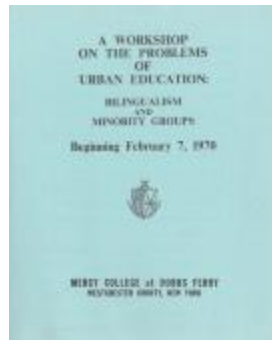 A WORKSHOP
ON THE PROBLEMS
OF
URBAN EDUCATION:
BILINGUALISM
AND
MINORITY GROUPS
Beginning February 7, 1970
MERCY COLLEGE at DOBBS FERRY
WESTCHESTER COUNTY, NEW YORK